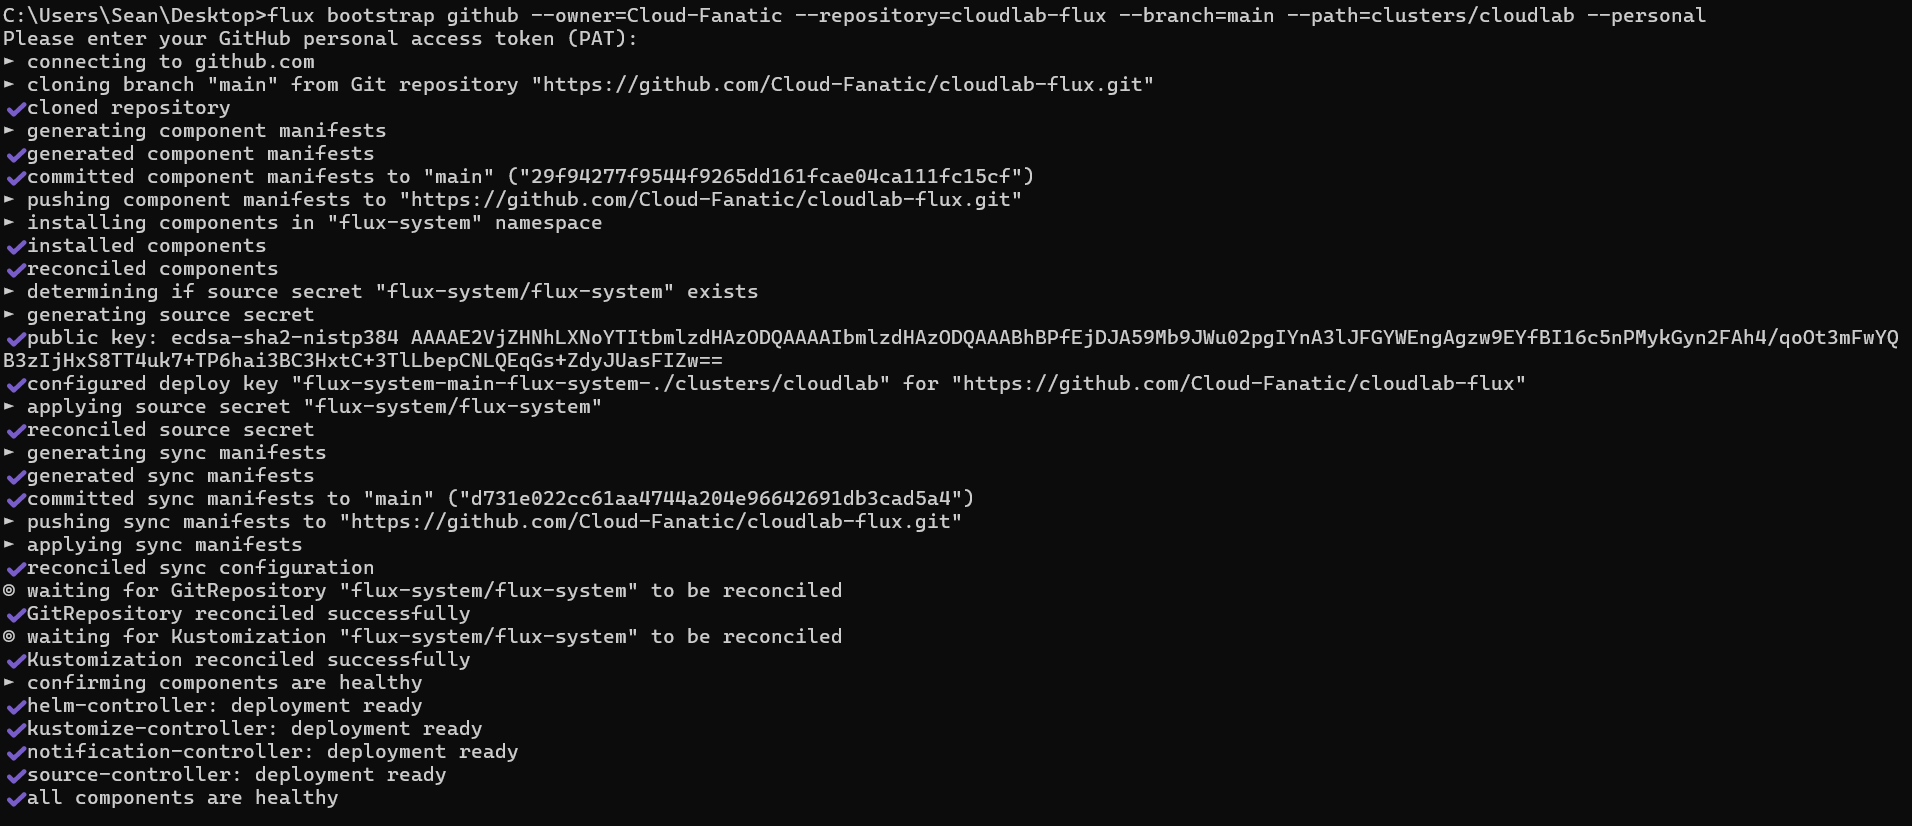 C:\Users\Sean\Desktop>flux bootstrap github --owner=Cloud-Fanatic --repository=cloudlab-flux --branch=main --path=clusters/cloudlab --personal
Please enter your GitHub personal access token (PAT):
► connecting to github.com
► cloning branch "main" from Git repository "https://github.com/Cloud-Fanatic/cloudlab-flux.git"
✔ cloned repository
► generating component manifests
✔ generated component manifests
✔ committed component manifests to "main" ("29f94277f9544f9265dd161fcae04ca111fc15cf")
► pushing component manifests to "https://github.com/Cloud-Fanatic/cloudlab-flux.git"
► installing components in "flux-system" namespace
✔ installed components
✔ reconciled components
► determining if source secret "flux-system/flux-system" exists
► generating source secret
✔ public key: ecdsa-sha2-nistp384 AAAAE2VjZHNhLXNoYTItbmlzdHAzODQAAAAIbmlzdHAzODQAAABhBPfEjDJA59Mb9JWu02pgIYnA3lJFGYWEngAgzw9EYfBI16c5nPMykGyn2FAh4/qoOt3mFwYQ
B3zIjHxS8TT4uk7+TP6hai3BC3HxtC+3TlLbepCNLQEqGs+ZdyJUasFIZw==
✔ configured deploy key "flux-system-main-flux-system-./clusters/cloudlab" for "https://github.com/Cloud-Fanatic/cloudlab-flux"
► applying source secret "flux-system/flux-system"
✔ reconciled source secret
► generating sync manifests
✔ generated sync manifests
✔ committed sync manifests to "main" ("d731e022cc61aa4744a204e96642691db3cad5a4")
► pushing sync manifests to "https://github.com/Cloud-Fanatic/cloudlab-flux.git"
► applying sync manifests
✔ reconciled sync configuration
◎ waiting for GitRepository "flux-system/flux-system" to be reconciled
✔ GitRepository reconciled successfully
◎ waiting for Kustomization "flux-system/flux-system" to be reconciled
✔ Kustomization reconciled successfully
► confirming components are healthy
✔ helm-controller: deployment ready
✔ kustomize-controller: deployment ready
✔ notification-controller: deployment ready
✔ source-controller: deployment ready
✔ all components are healthy